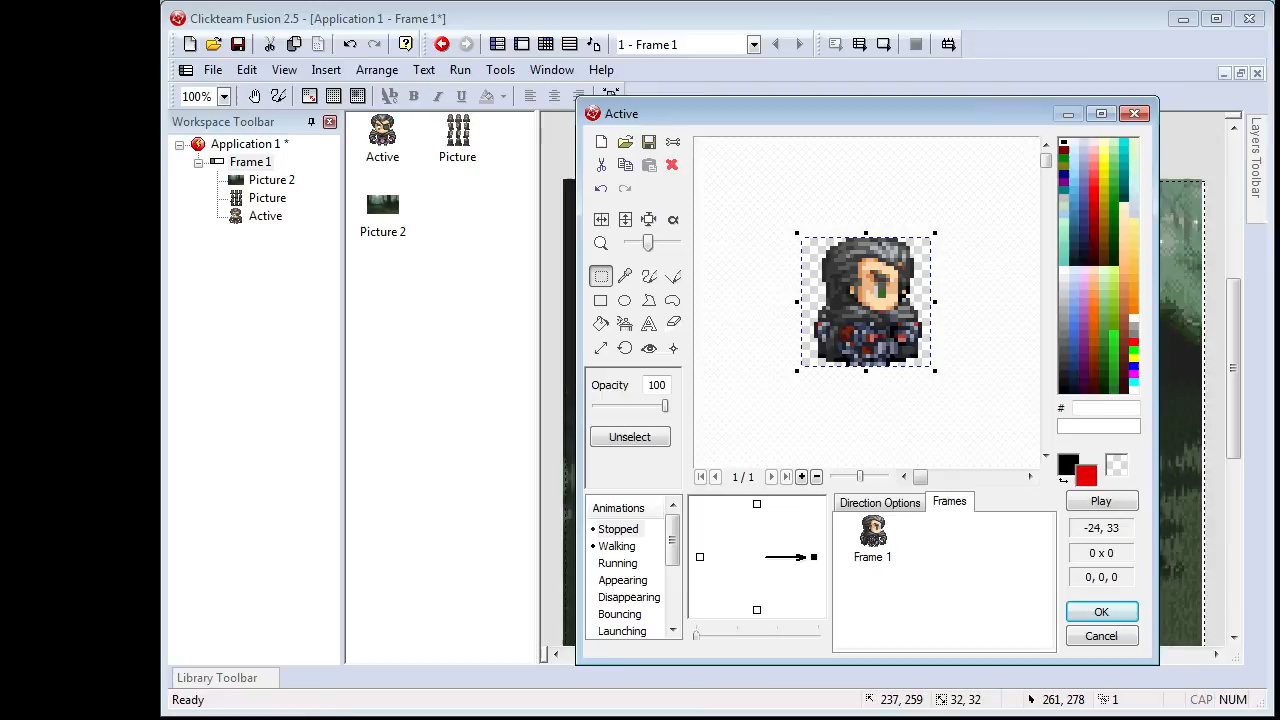 Clickteam Fusion 2.5 - [Application 1 - Frame 1*]
1 - Frame 1
File Edit View Insert Arrange Text Run Tools Window Help
100%
Workspace Toolbar
Application 1 *
Frame 1
Picture 2
Picture
Active
Active
Picture
Picture 2
Layers Toolbar
Active
Opacity 100
Unselect
#
1 / 1
Animations
Stopped
Walking
Running
Appearing
Disappearing
Bouncing
Launching
Direction Options
Frames
Frame 1
Play
-24, 33
0 x 0
0, 0, 0
OK
Cancel
Library Toolbar
Ready
237, 259
32, 32
261, 278
1
CAP
NUM